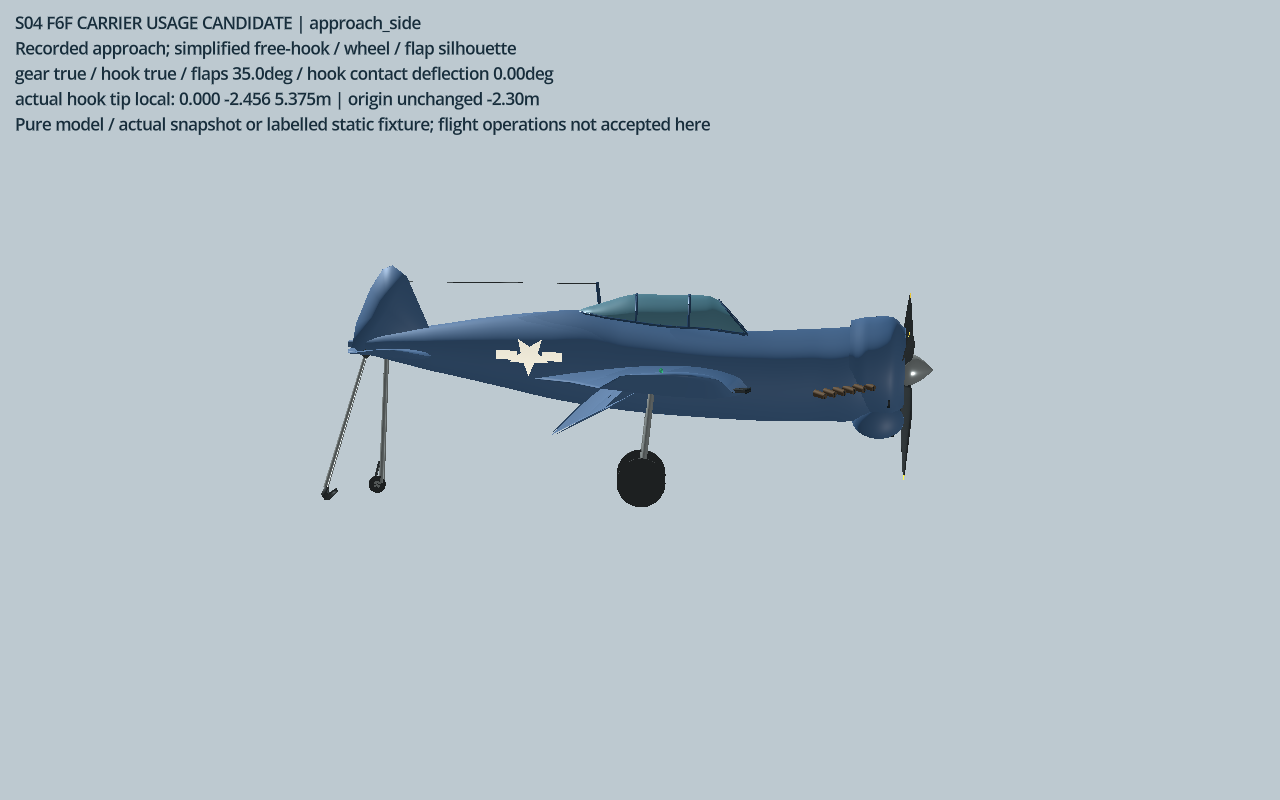 S04 F6F CARRIER USAGE CANDIDATE | approach_side
Recorded approach; simplified free-hook / wheel / flap silhouette
gear true / hook true / flaps 35.0deg / hook contact deflection 0.00deg
actual hook tip local: 0.000 -2.456 5.375m | origin unchanged -2.30m
Pure model / actual snapshot or labelled static fixture; flight operations not accepted here